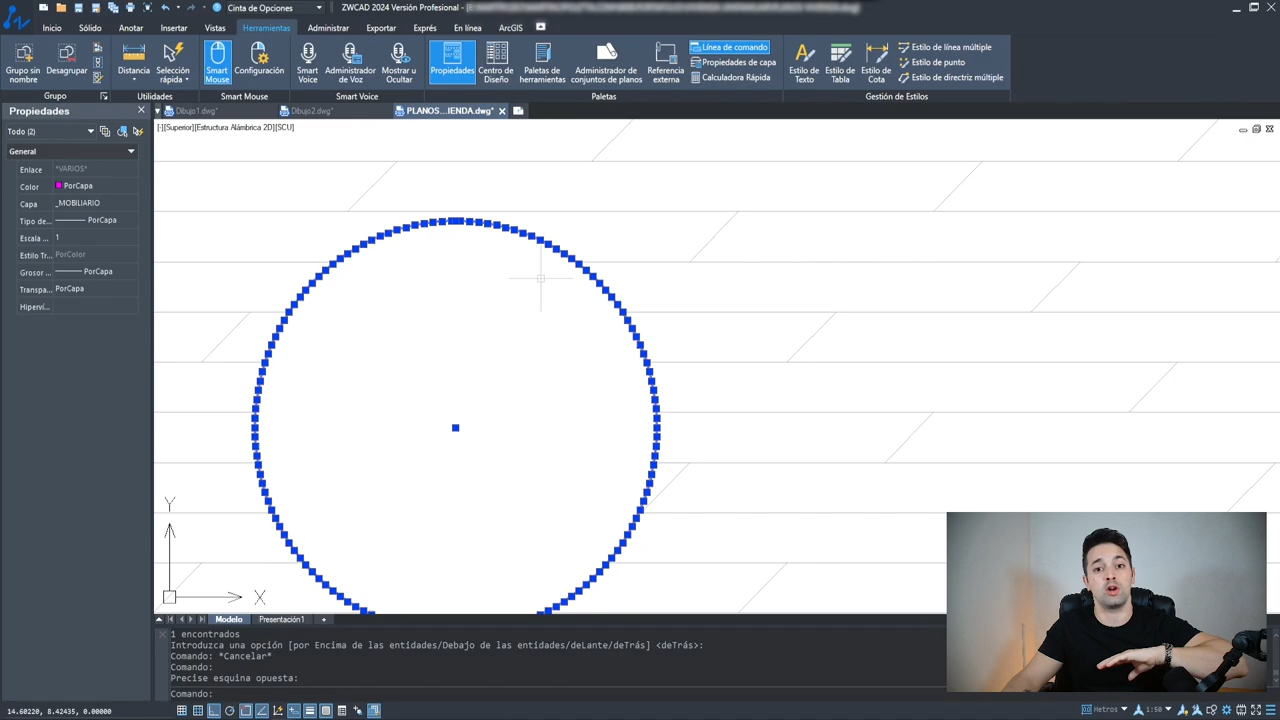 Cinta de Opciones
ZWCAD 2024 Versión Profesional - [
Inicio Sólido Anotar Insertar Vistas Herramientas Administrar Exportar Exprés En línea ArcGIS
Grupo sin nombre
Desagrupar
Distancia
Selección rápida
Smart Mouse
Configuración
Smart Voice
Administrador de Voz
Mostrar u Ocultar
Propiedades
Centro de Diseño
Paletas de herramientas
Administrador de conjuntos de planos
Referencia externa
Línea de comando
Propiedades de capa
Calculadora Rápida
Estilo de Texto
Estilo de Tabla
Estilo de Cota
Estilo de línea múltiple
Estilo de punto
Estilo de directriz múltiple
Grupo Utilidades Smart Mouse Smart Voice Paletas Gestión de Estilos
Propiedades
Dibujo1.dwg* Dibujo2.dwg* PLANOS...IENDA.dwg*
Todo (2)
[-][Superior][Estructura Alámbrica 2D][SCU]
General
Enlace *VARIOS*
Color PorCapa
Capa _MOBILIARIO
Tipo de... PorCapa
Escala ... 1
Estilo Tr... PorColor
Grosor ... PorCapa
Transpa... PorCapa
Hiperví...
Y
X
Modelo Presentación1 +
1 encontrados
Introduzca una opción [por Encima de las entidades/Debajo de las entidades/deLante/deTrás] <deTrás>:
Comando: *Cancelar*
Comando:
Precise esquina opuesta:
Comando:
14.60220, 8.42435, 0.00000
Metros 1:50